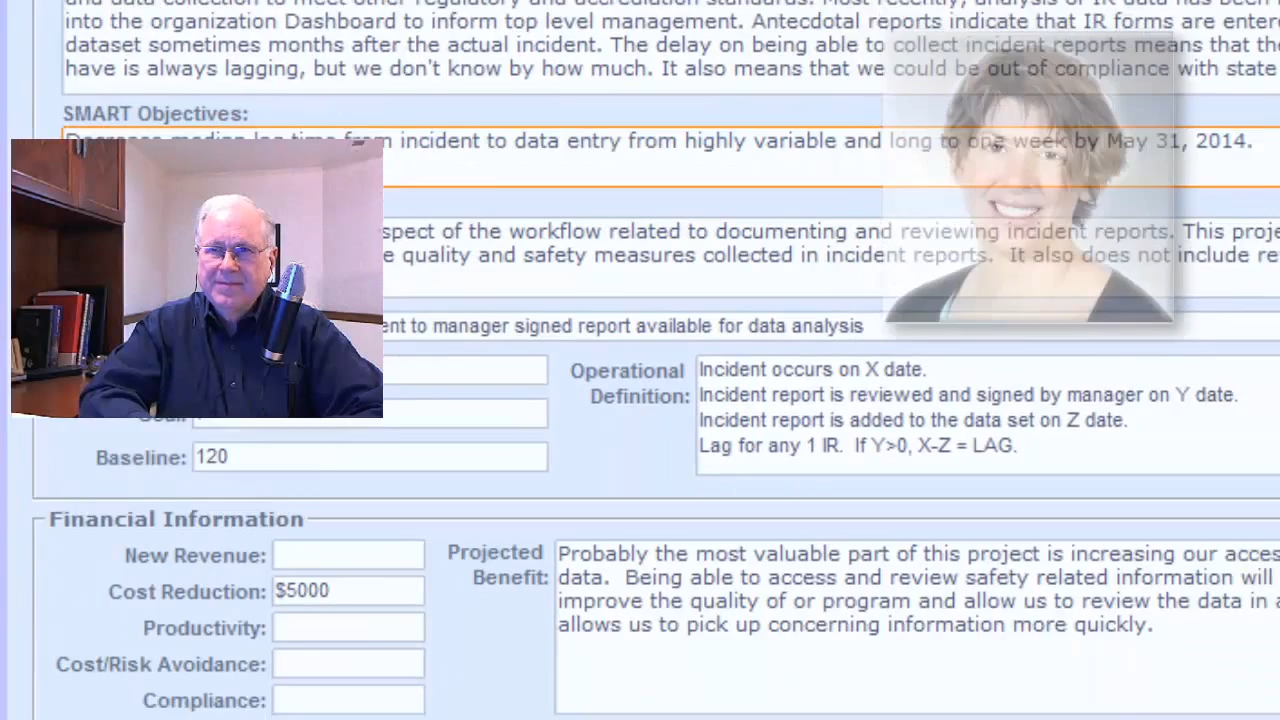 and data collection to meet other regulatory and accreditation standards. Most recently, analysis of IR data has been
into the organization Dashboard to inform top level management. Antecdotal reports indicate that IR forms are enter
dataset sometimes months after the actual incident. The delay on being able to collect incident reports means that the
have is always lagging, but we don't know by how much. It also means that we could be out of compliance with state
SMART Objectives:
Decrease median lag time from incident to data entry from highly variable and long to one week by May 31, 2014.
spect of the workflow related to documenting and reviewing incident reports. This proje
e quality and safety measures collected in incident reports. It also does not include re
ent to manager signed report available for data analysis
Operational
Definition:
Incident occurs on X date.
Incident report is reviewed and signed by manager on Y date.
Incident report is added to the data set on Z date.
Lag for any 1 IR. If Y>0, X-Z = LAG.
Baseline: 120
Financial Information
New Revenue:
Cost Reduction: $5000
Productivity:
Cost/Risk Avoidance:
Compliance:
Projected
Benefit:
Probably the most valuable part of this project is increasing our acces
data. Being able to access and review safety related information will
improve the quality of or program and allow us to review the data in a
allows us to pick up concerning information more quickly.